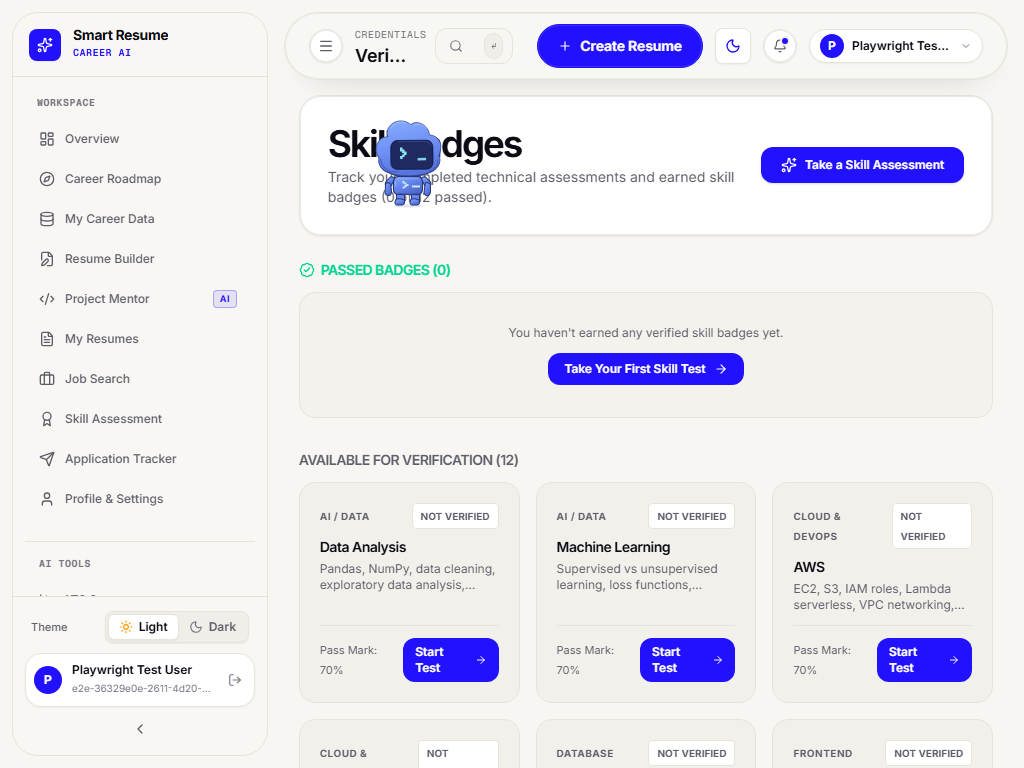 Smart Resume
CAREER AI
WORKSPACE
Overview
Career Roadmap
My Career Data
Resume Builder
Project Mentor
AI
My Resumes
Job Search
Skill Assessment
Application Tracker
Profile & Settings
AI TOOLS
Theme
Light
Dark
P
Playwright Test User
e2e-36329e0e-2611-4d20-...
CREDENTIALS
Veri...
Create Resume
P
Playwright Tes...
Track
technical assessments and earned skill
badges
passed).
Take a Skill Assessment
PASSED BADGES (0)
You haven't earned any verified skill badges yet.
Take Your First Skill Test
AVAILABLE FOR VERIFICATION (12)
AI / DATA
NOT VERIFIED
Data Analysis
Pandas, NumPy, data cleaning,
exploratory data analysis,...
Pass Mark:
70%
Start
Test
AI / DATA
NOT VERIFIED
Machine Learning
Supervised vs unsupervised
learning, loss functions,...
Pass Mark:
70%
Start
Test
CLOUD &
DEVOPS
NOT
VERIFIED
AWS
EC2, S3, IAM roles, Lambda
serverless, VPC networking,...
Pass Mark:
70%
Start
Test
CLOUD &
NOT
DATABASE
NOT VERIFIED
FRONTEND
NOT VERIFIED